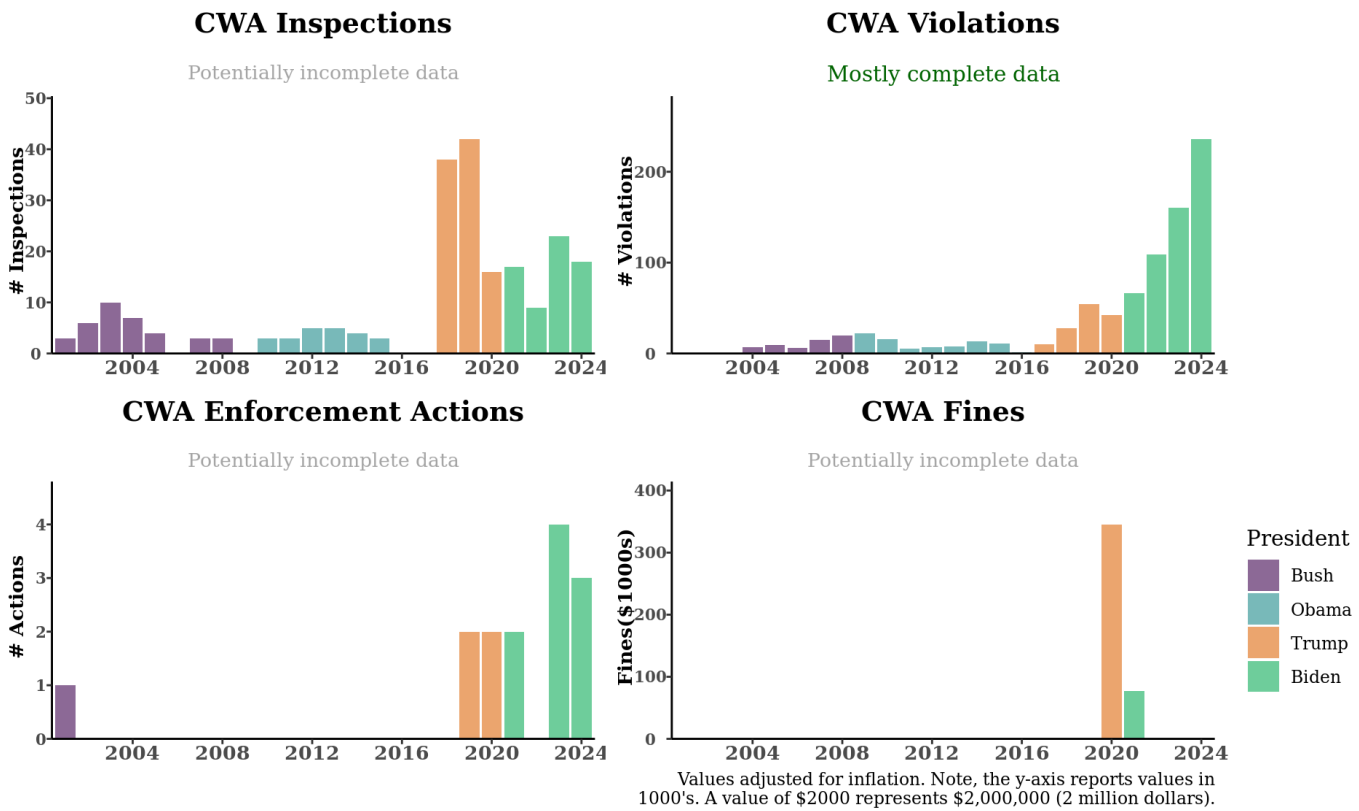 CWA Inspections
Potentially incomplete data
# Inspections
50
40
30
20
10
0
2004 2008 2012 2016 2020 2024
CWA Violations
Mostly complete data
# Violations
200
100
0
2004 2008 2012 2016 2020 2024
CWA Enforcement Actions
Potentially incomplete data
# Actions
4
3
2
1
0
2004 2008 2012 2016 2020 2024
CWA Fines
Potentially incomplete data
Fines($1000s)
400
300
200
100
0
2004 2008 2012 2016 2020 2024
President
Bush
Obama
Trump
Biden
Values adjusted for inflation. Note, the y-axis reports values in
1000's. A value of $2000 represents $2,000,000 (2 million dollars).